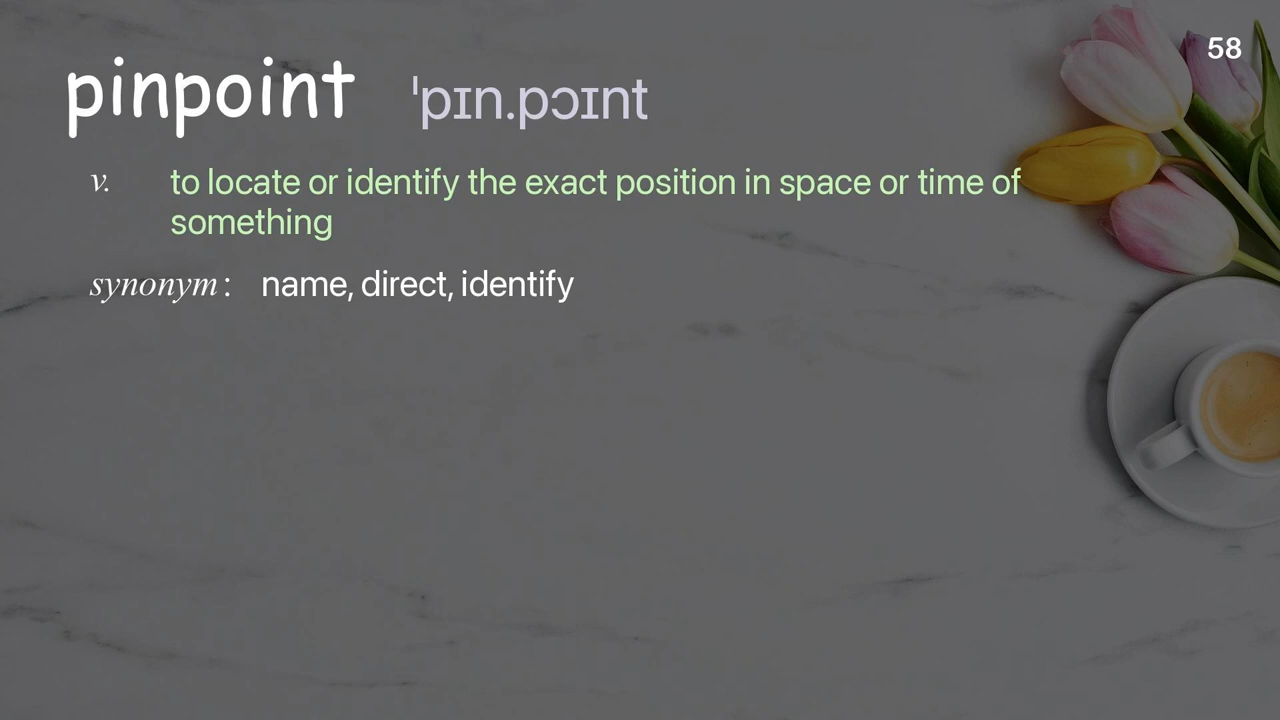 58
pinpoint ˈpɪn.pɔɪnt
v. to locate or identify the exact position in space or time of
something
synonym : name, direct, identify